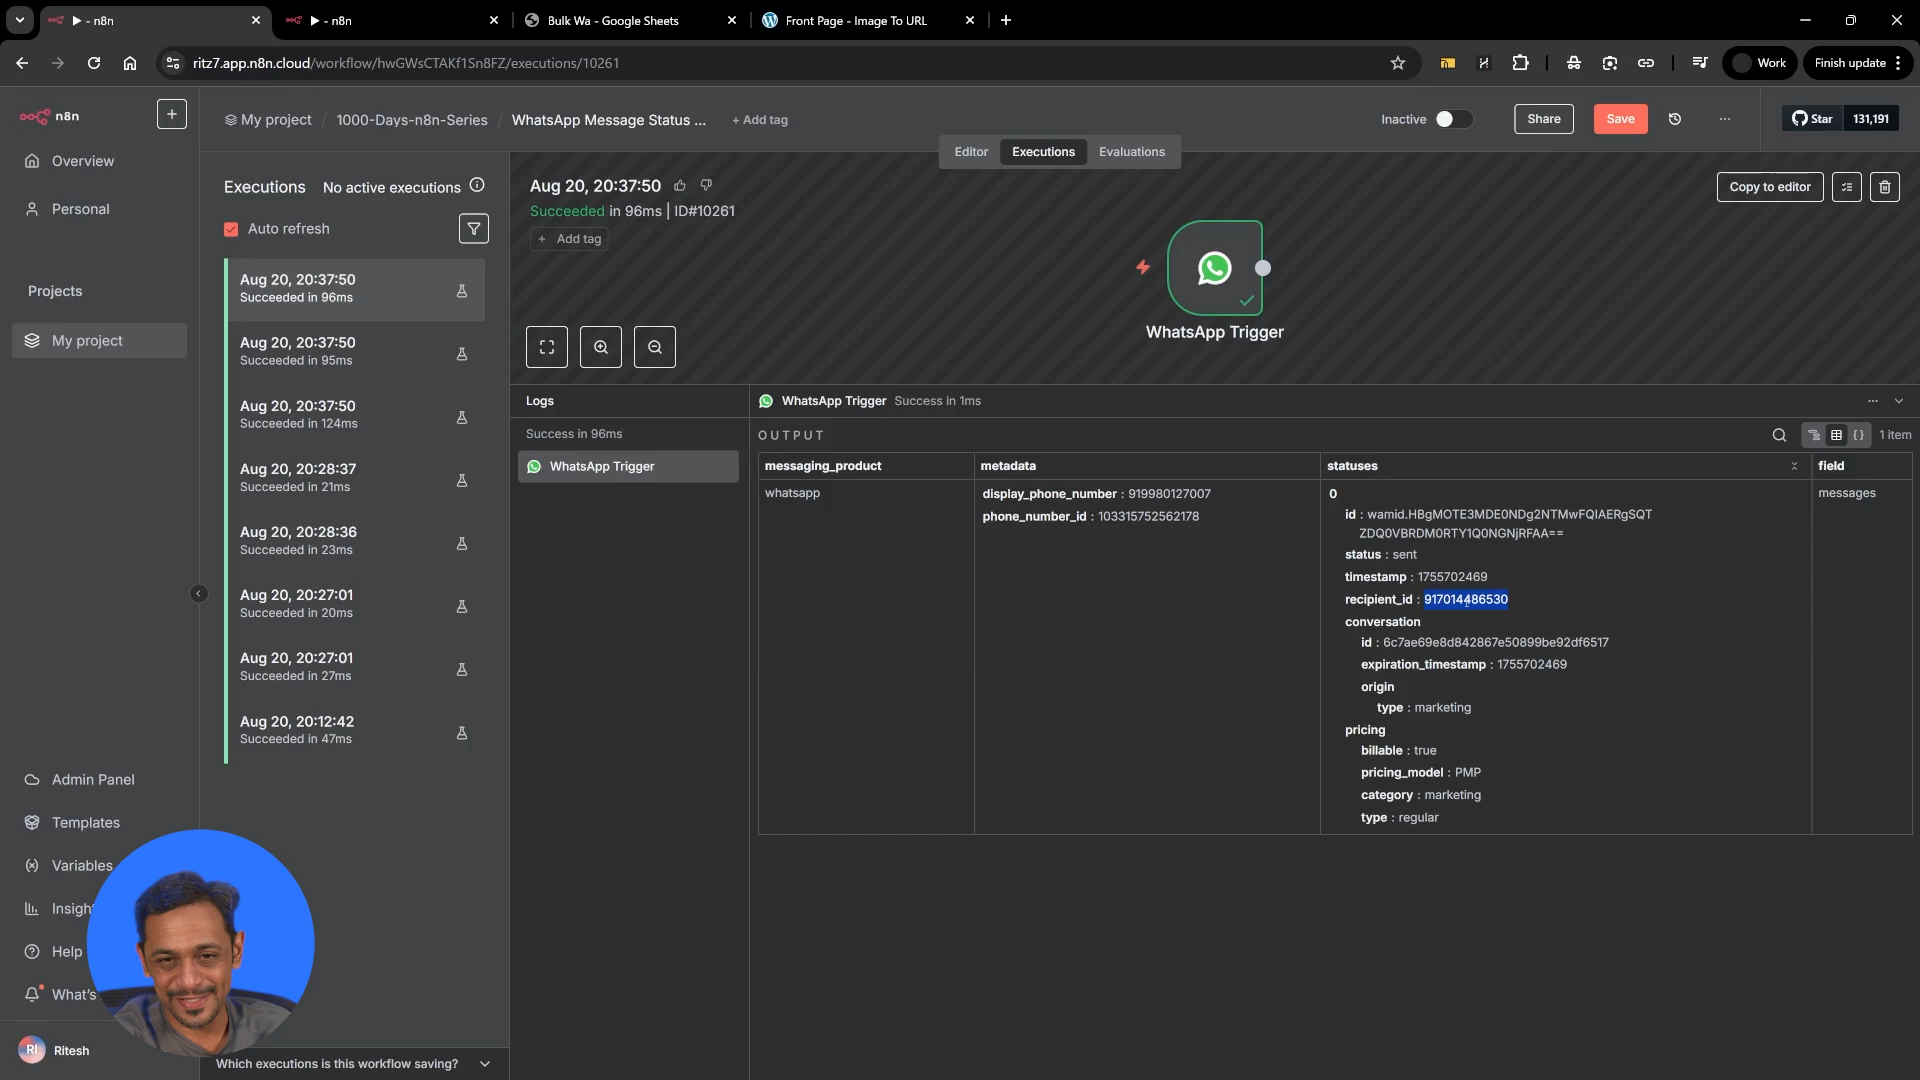 ▶ - n8n
▶ - n8n
Bulk Wa - Google Sheets
Front Page - Image To URL
ritz7.app.n8n.cloud/workflow/hwGWsCTAKf1Sn8FZ/executions/10261
Work
Finish update
n8n
My project / 1000-Days-n8n-Series / WhatsApp Message Status ...
+ Add tag
Inactive
Share
Save
Star
131,191
Overview
Personal
Projects
My project
Admin Panel
Templates
Variables
Insight
Help
What's
RI
Ritesh
Editor
Executions
Evaluations
Executions
No active executions
Auto refresh
Aug 20, 20:37:50
Succeeded in 96ms
Aug 20, 20:37:50
Succeeded in 95ms
Aug 20, 20:37:50
Succeeded in 124ms
Aug 20, 20:28:37
Succeeded in 21ms
Aug 20, 20:28:36
Succeeded in 23ms
Aug 20, 20:27:01
Succeeded in 20ms
Aug 20, 20:27:01
Succeeded in 27ms
Aug 20, 20:12:42
Succeeded in 47ms
Which executions is this workflow saving?
Aug 20, 20:37:50
Succeeded in 96ms | ID#10261
+ Add tag
Copy to editor
WhatsApp Trigger
Logs
Success in 96ms
WhatsApp Trigger
WhatsApp Trigger Success in 1ms
OUTPUT
1 item
messaging_product
metadata
statuses
field
whatsapp
display_phone_number : 919980127007
phone_number_id : 103315752562178
0
id : wamid.HBgMOTE3MDE0NDg2NTMwFQIAERgSQT
ZDQ0VBRDM0RTY1Q0NGNjRFAA==
status : sent
timestamp : 1755702469
recipient_id : 917014486530
conversation
id : 6c7ae69e8d842867e50899be92df6517
expiration_timestamp : 1755702469
origin
type : marketing
pricing
billable : true
pricing_model : PMP
category : marketing
type : regular
messages